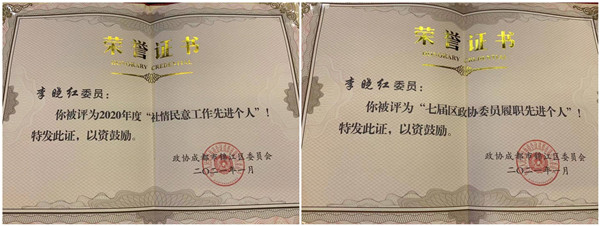 荣誉证书
HONORARY CREDENTIAL
李晚红委员：
你被评为2020年度“社情民意工作先进个人”！
特发此证，以资鼓励。
政协成都市锦江区委员会
二〇二一年一月
荣誉证书
HONORARY CREDENTIAL
李晚红委员：
你被评为“七届区政协委员履职先进个人”！
特发此证，以资鼓励。
政协成都市锦江区委员会
二〇二一年一月